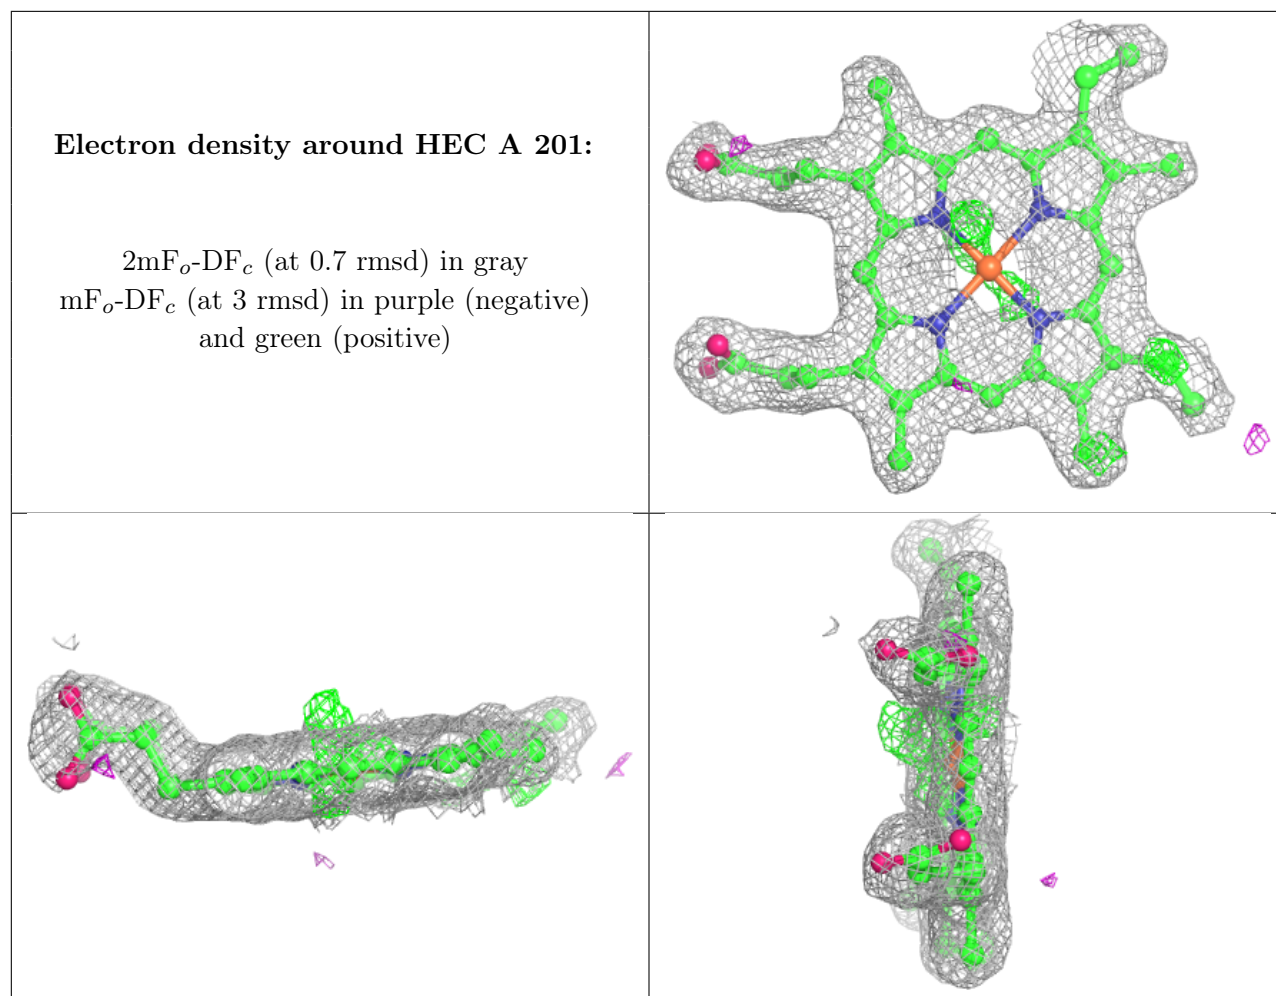 Electron density around HEC A 201:
2mFo-DFc (at 0.7 rmsd) in gray
mFo-DFc (at 3 rmsd) in purple (negative)
and green (positive)